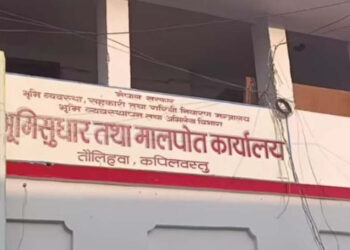 नेपाल सरकार
भूमि व्यवस्था, सहकारी तथा गरिबी निवारण मन्त्रालय
भूमि व्यवस्थापन तथा अभिलेख विभाग
भूमिसुधार तथा मालपोत कार्यालय
तौलिहवा, कपिलवस्तु